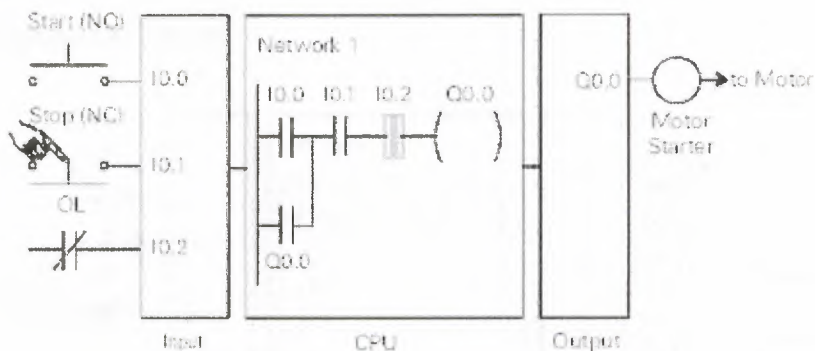 Start (NO)
I0.0
Stop (NC)
I0.1
OL
I0.2
Input
Network 1
I0.0 I0.1 I0.2 Q0.0
Q0.0
CPU
Q0.0
Output
to Motor
Motor
Starter